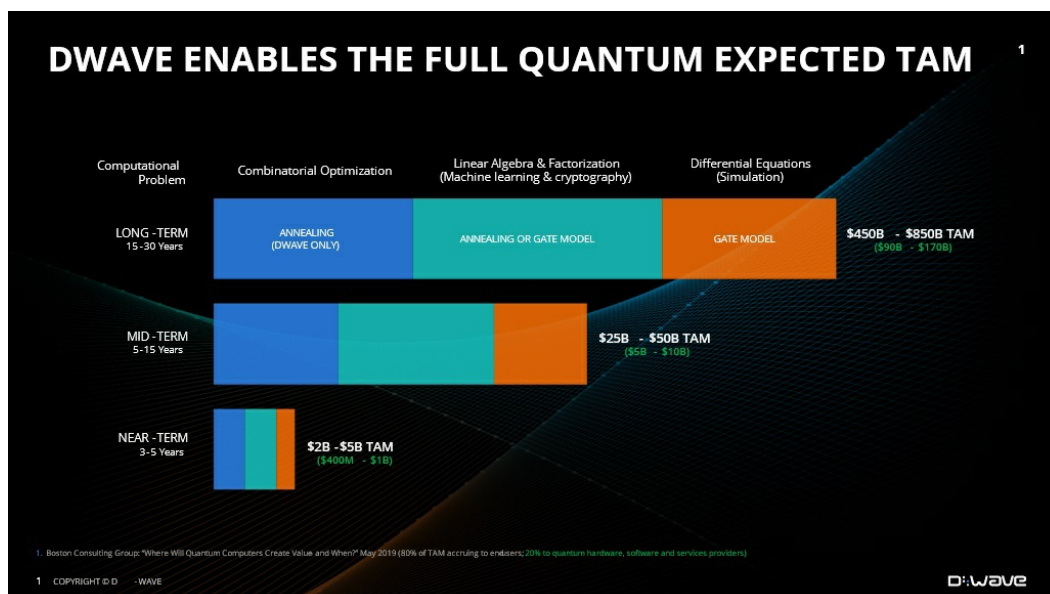 DWAVE ENABLES THE FULL QUANTUM EXPECTED TAM 1
Computational
Problem
Combinatorial Optimization
Linear Algebra & Factorization
(Machine learning & cryptography)
Differential Equations
(Simulation)
LONG -TERM
15-30 Years
ANNEALING
(DWAVE ONLY)
ANNEALING OR GATE MODEL
GATE MODEL
$450B - $850B TAM
($90B - $170B)
MID -TERM
5-15 Years
$25B - $50B TAM
($5B - $10B)
NEAR -TERM
3-5 Years
$2B -$5B TAM
($400M - $1B)
1. Boston Consulting Group: "Where Will Quantum Computers Create Value and When?" May 2019 (80% of TAM accruing to endusers; 20% to quantum hardware, software and services providers)
1 COPYRIGHT © D -WAVE
D:Wave